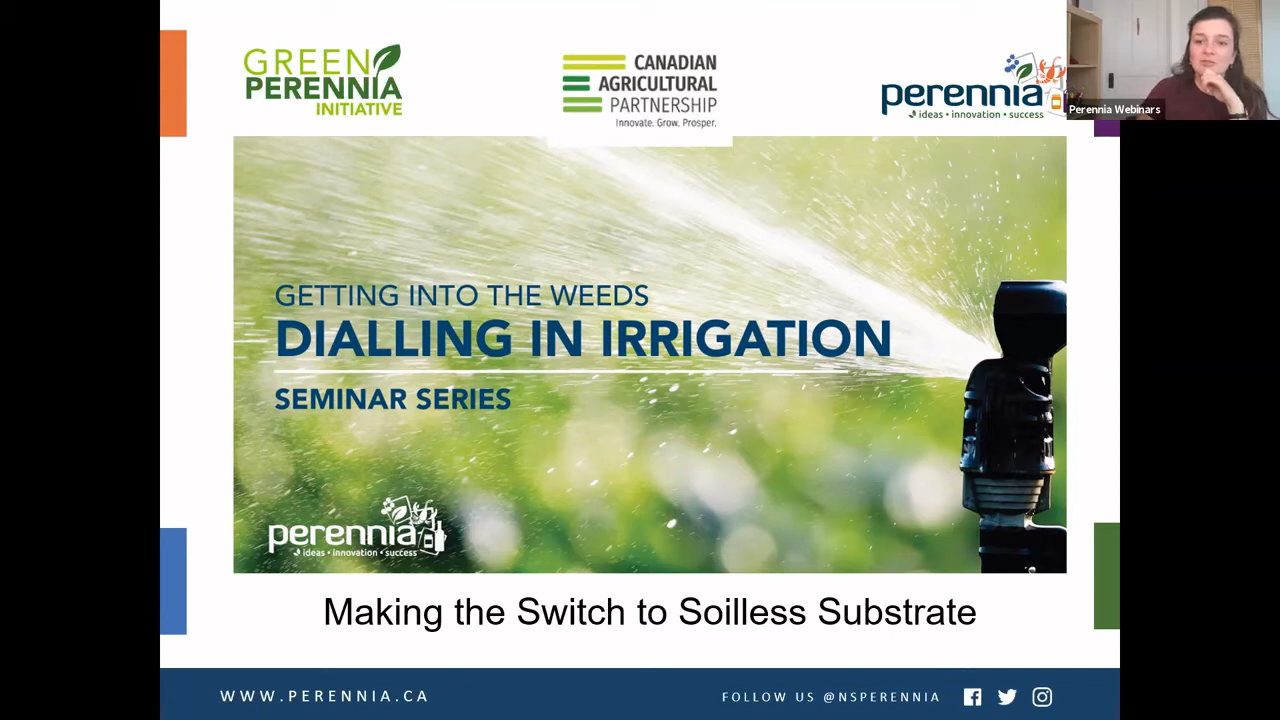 GREEN
PERENNIA
INITIATIVE
CANADIAN
AGRICULTURAL
PARTNERSHIP
Innovate. Grow. Prosper.
perennia
ideas • innovation • success
Perennia Webinars
GETTING INTO THE WEEDS
DIALLING IN IRRIGATION
SEMINAR SERIES
perennia
ideas • innovation • success
Making the Switch to Soilless Substrate
WWW.PERENNIA.CA
FOLLOW US @NSPERENNIA